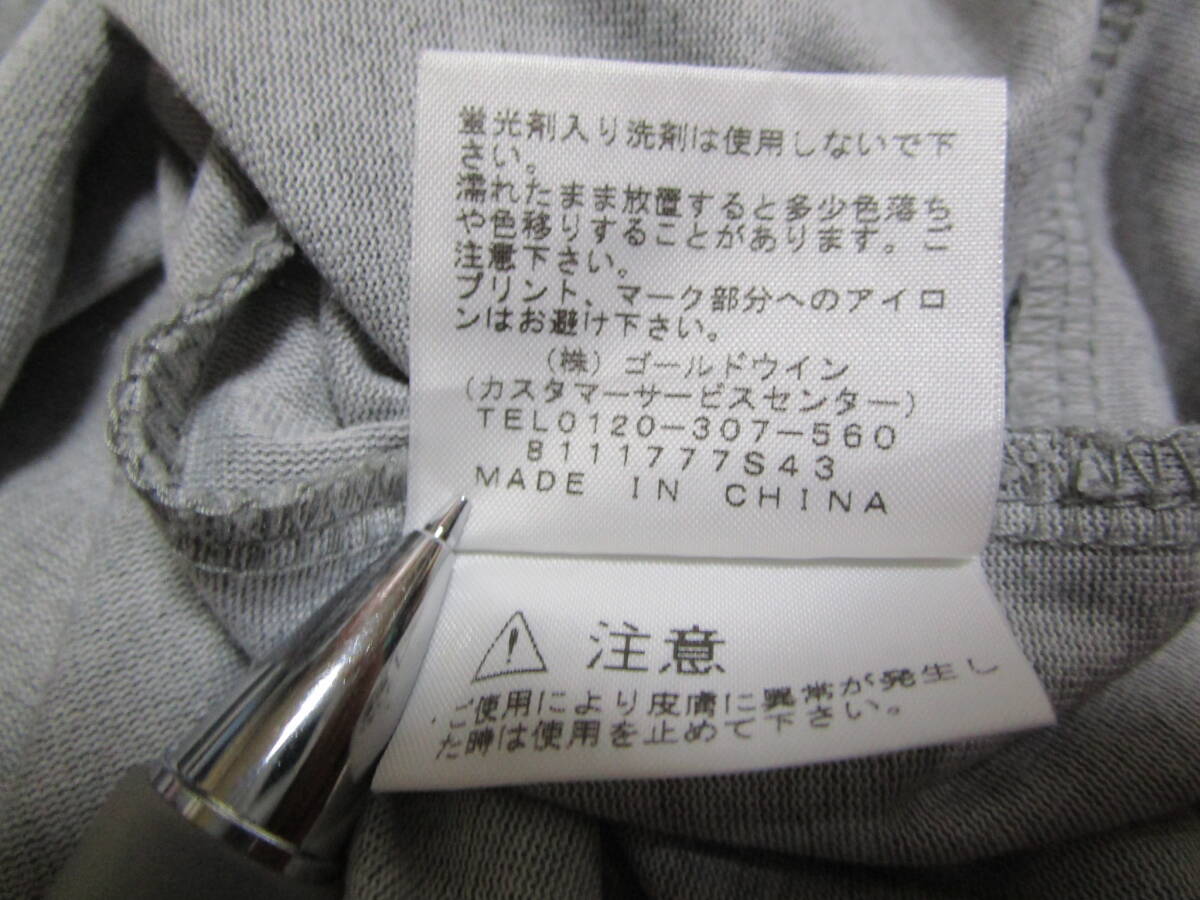 蛍光剤入り洗剤は使用しないで下
さい。
濡れたまま放置すると多少色落ち
や色移りすることがあります。ご
注意下さい。
プリント、マーク部分へのアイロ
ンはお避け下さい。
(株)ゴールドウイン
(カスタマーサービスセンター)
TEL0120-307-560
8111777S43
MADE IN CHINA
注意
ご使用により皮膚に異常が発生し
た時は使用を止めて下さい。